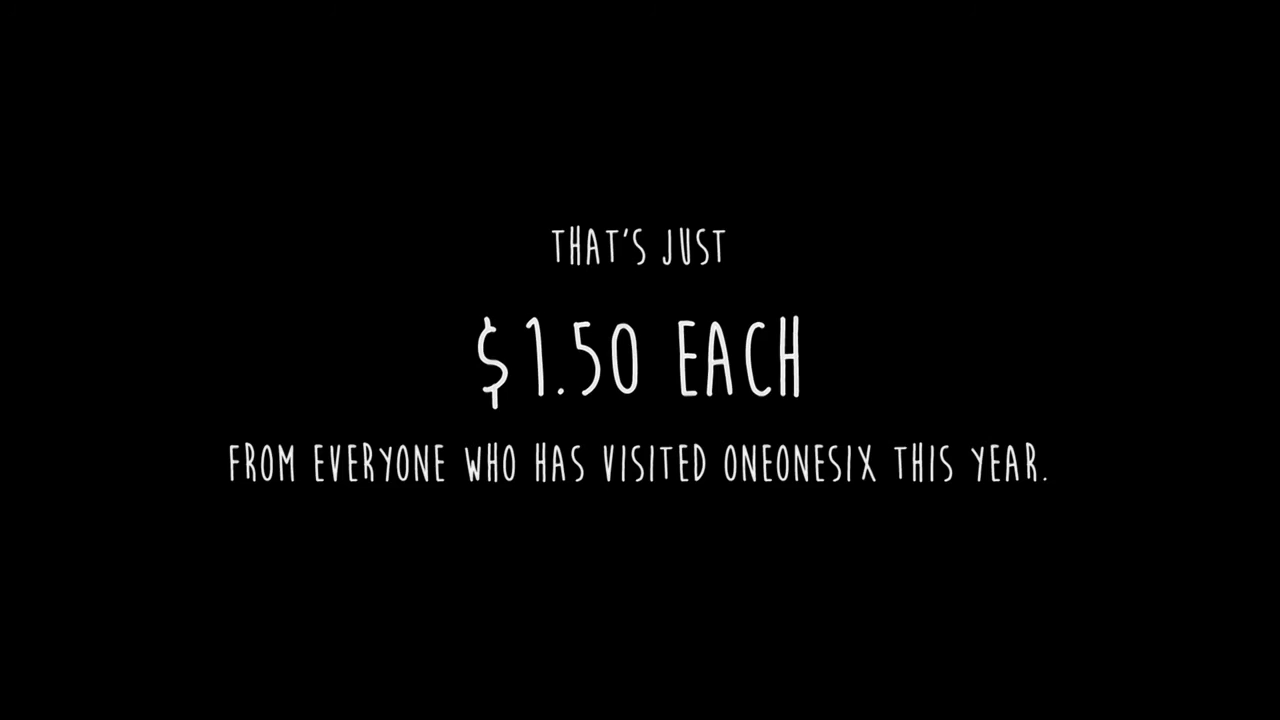 THAT'S JUST
$1.50 EACH
FROM EVERYONE WHO HAS VISITED ONEONESIX THIS YEAR.